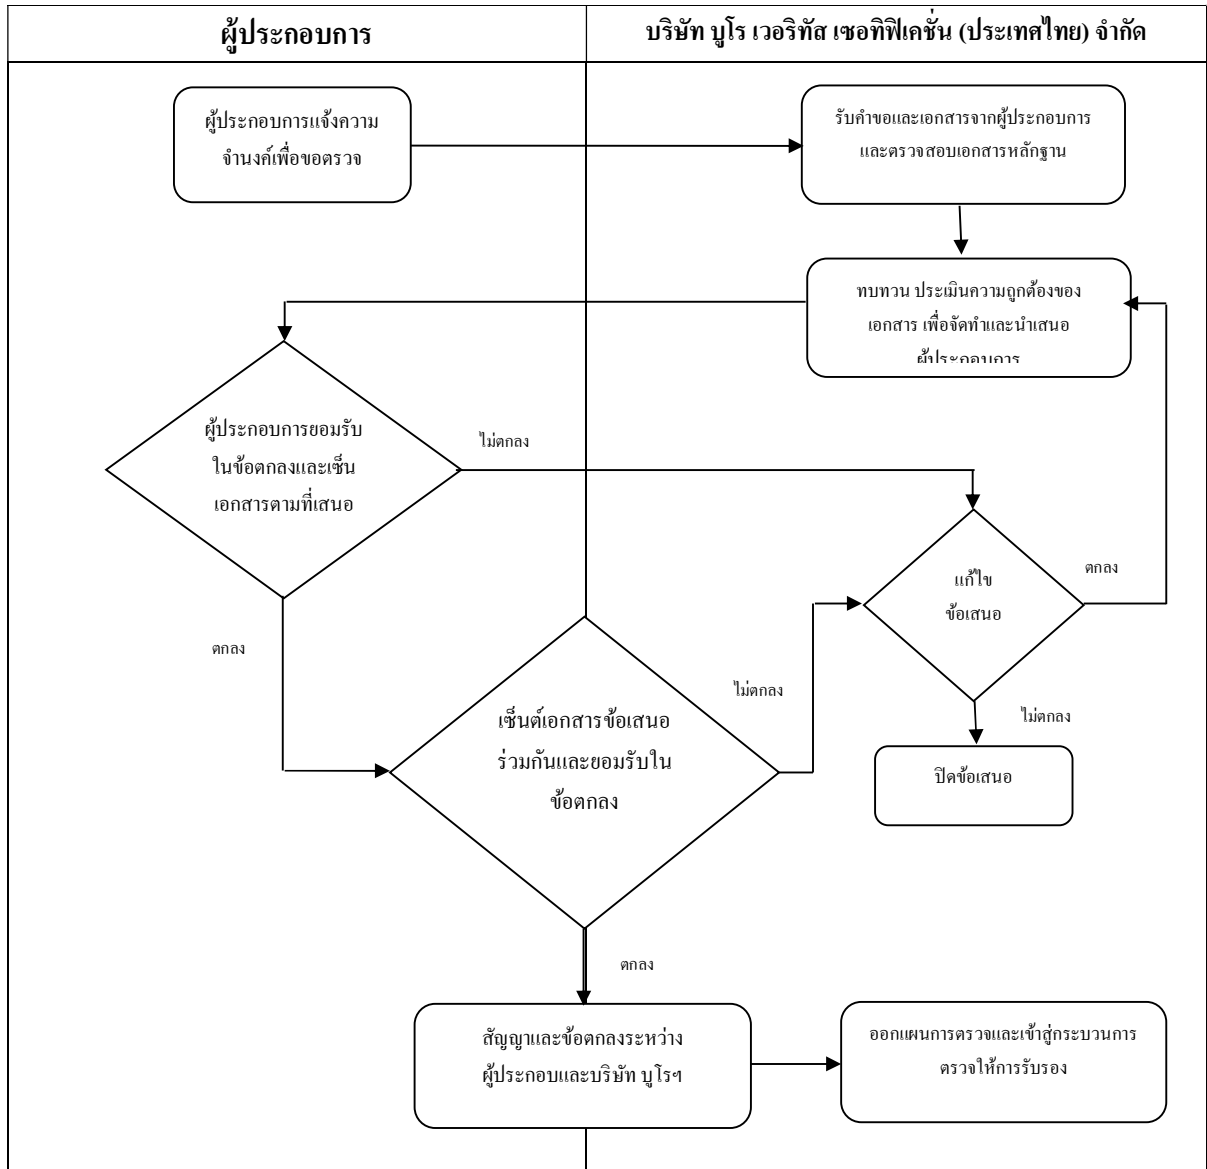 ผู้ประกอบการ
บริษัท บูโร เวอริทัส เซอทิฟิเคชั่น (ประเทศไทย) จำกัด
ผู้ประกอบการแจ้งความ
จำนงค์เพื่อขอตรวจ
รับคำขอและเอกสารจากผู้ประกอบการ
และตรวจสอบเอกสารหลักฐาน
ทบทวน ประเมินความถูกต้องของ
เอกสาร เพื่อจัดทำและนำเสนอ
ผู้ประกอบการ
ผู้ประกอบการยอมรับ
ในข้อตกลงและเซ็น
เอกสารตามที่เสนอ
ไม่ตกลง
แก้ไข
ข้อเสนอ
ตกลง
ตกลง
ไม่ตกลง
ไม่ตกลง
เซ็นต์เอกสารข้อเสนอ
ร่วมกันและยอมรับใน
ข้อตกลง
ปิดข้อเสนอ
ตกลง
สัญญาและข้อตกลงระหว่าง
ผู้ประกอบและบริษัท บูโรฯ
ออกแผนการตรวจและเข้าสู่กระบวนการ
ตรวจให้การรับรอง